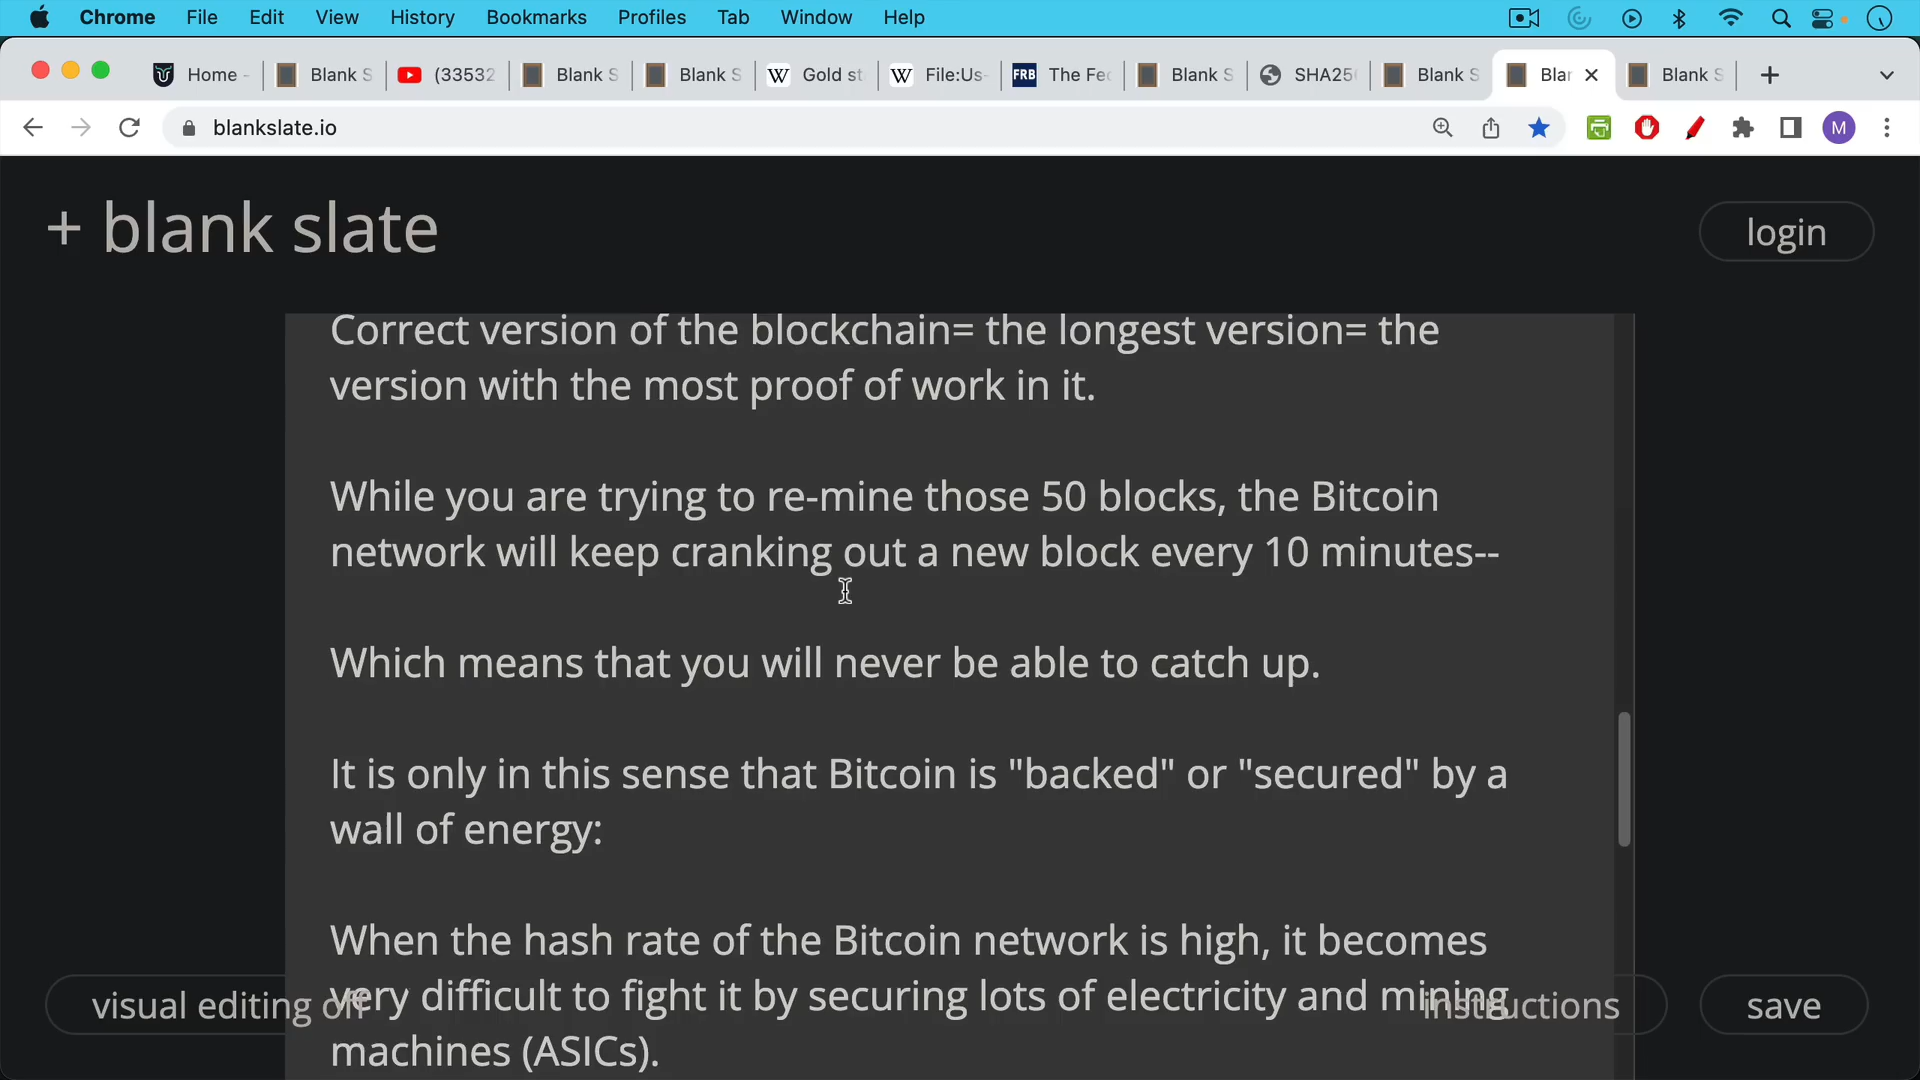 Chrome File Edit View History Bookmarks Profiles Tab Window Help
Home - Blank S (33532 Blank S Blank S Gold st File:Us- FRB The Fed Blank S SHA256 Blank S Blan Blank S
blankslate.io M
+ blank slate login
Correct version of the blockchain= the longest version= the
version with the most proof of work in it.
While you are trying to re-mine those 50 blocks, the Bitcoin
network will keep cranking out a new block every 10 minutes--
Which means that you will never be able to catch up.
It is only in this sense that Bitcoin is "backed" or "secured" by a
wall of energy:
When the hash rate of the Bitcoin network is high, it becomes
very difficult to fight it by securing lots of electricity and mining
machines (ASICs).
visual editing off instructions save